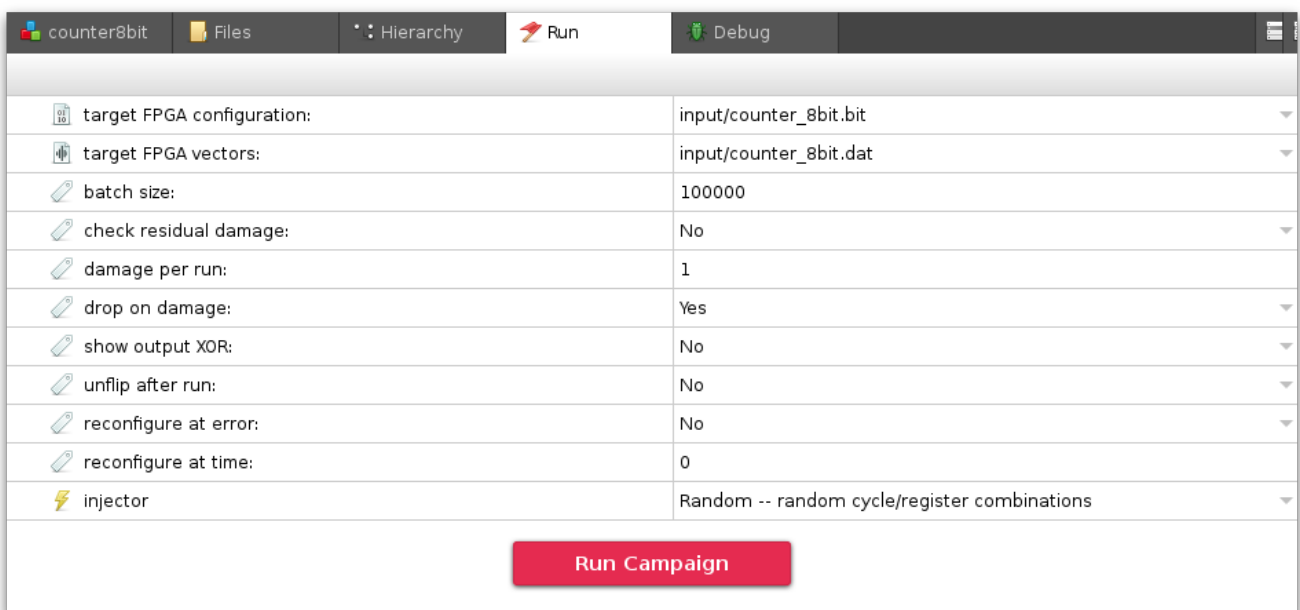 counter8bit Files Hierarchy Run Debug
target FPGA configuration: input/counter_8bit.bit
target FPGA vectors: input/counter_8bit.dat
batch size: 100000
check residual damage: No
damage per run: 1
drop on damage: Yes
show output XOR: No
unflip after run: No
reconfigure at error: No
reconfigure at time: 0
injector Random -- random cycle/register combinations
Run Campaign